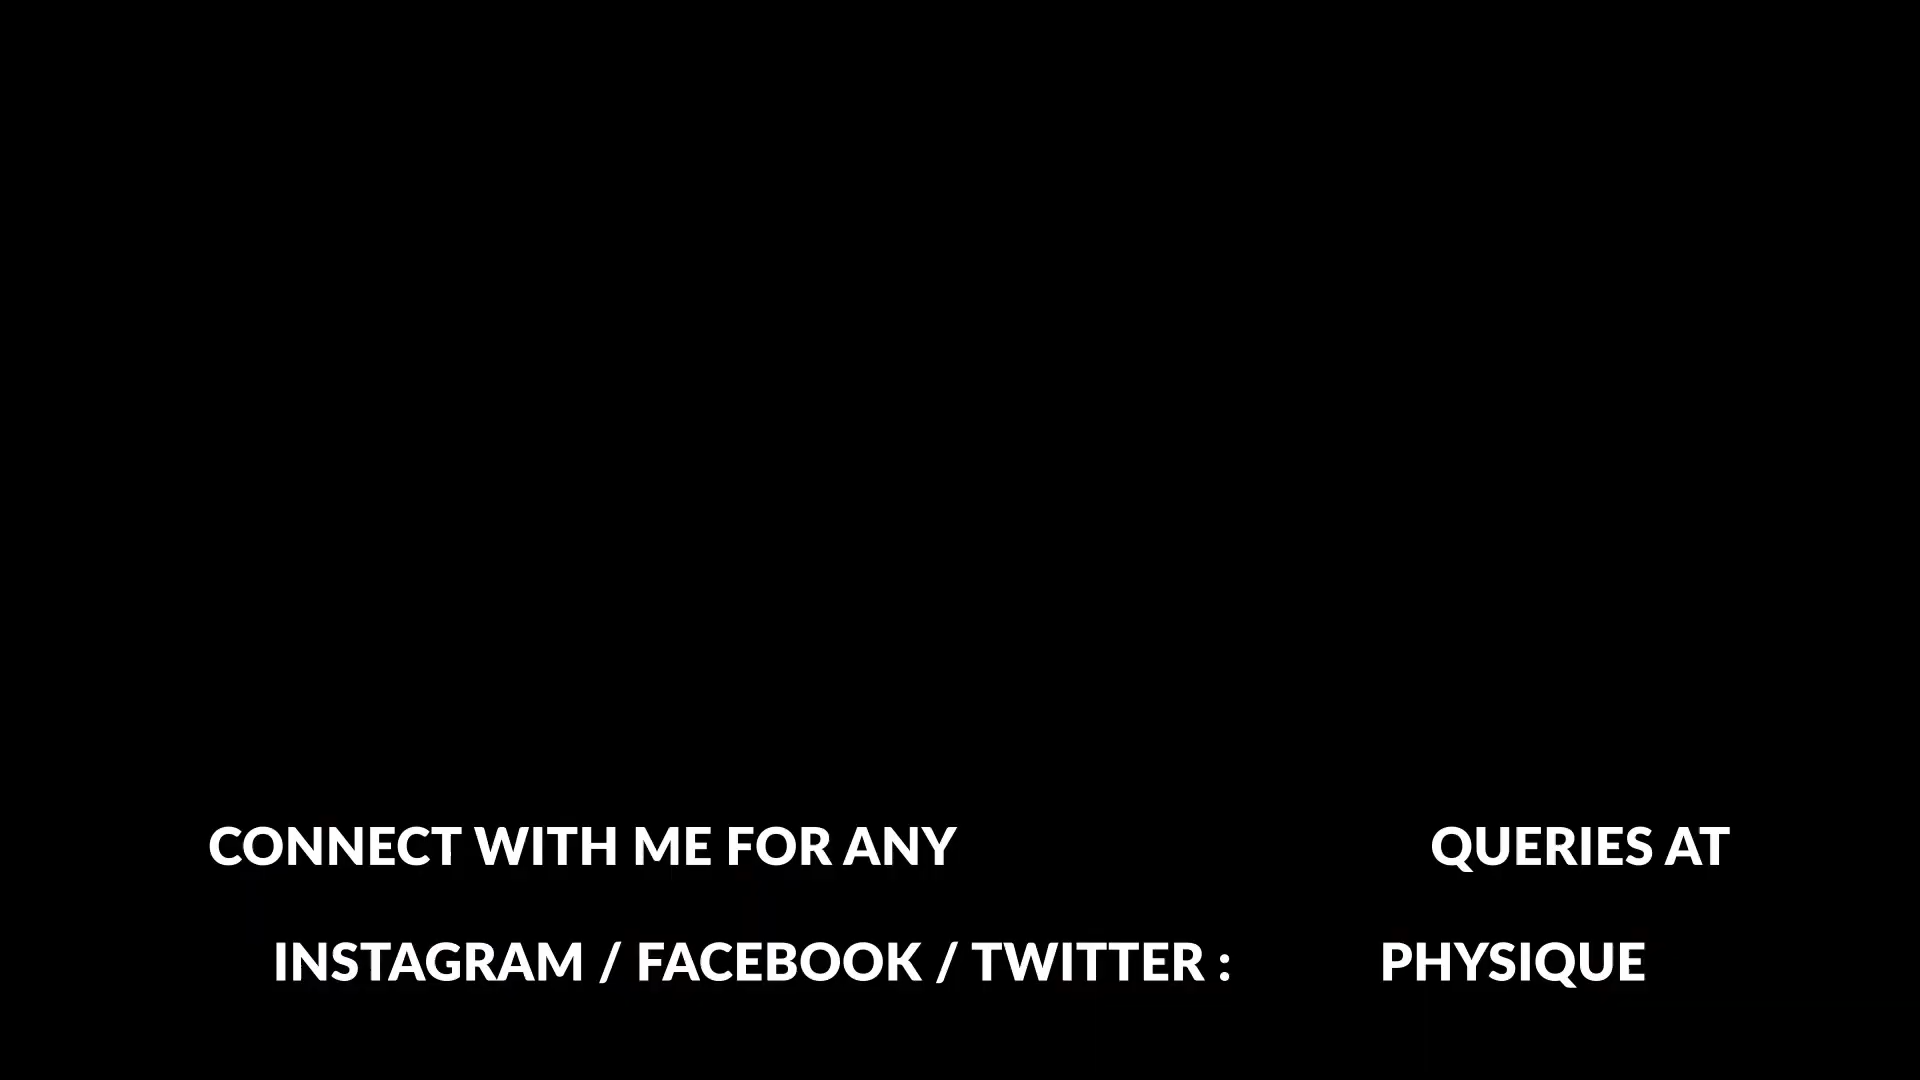 CONNECT WITH ME FOR ANY QUERIES AT
INSTAGRAM / FACEBOOK / TWITTER : PHYSIQUE